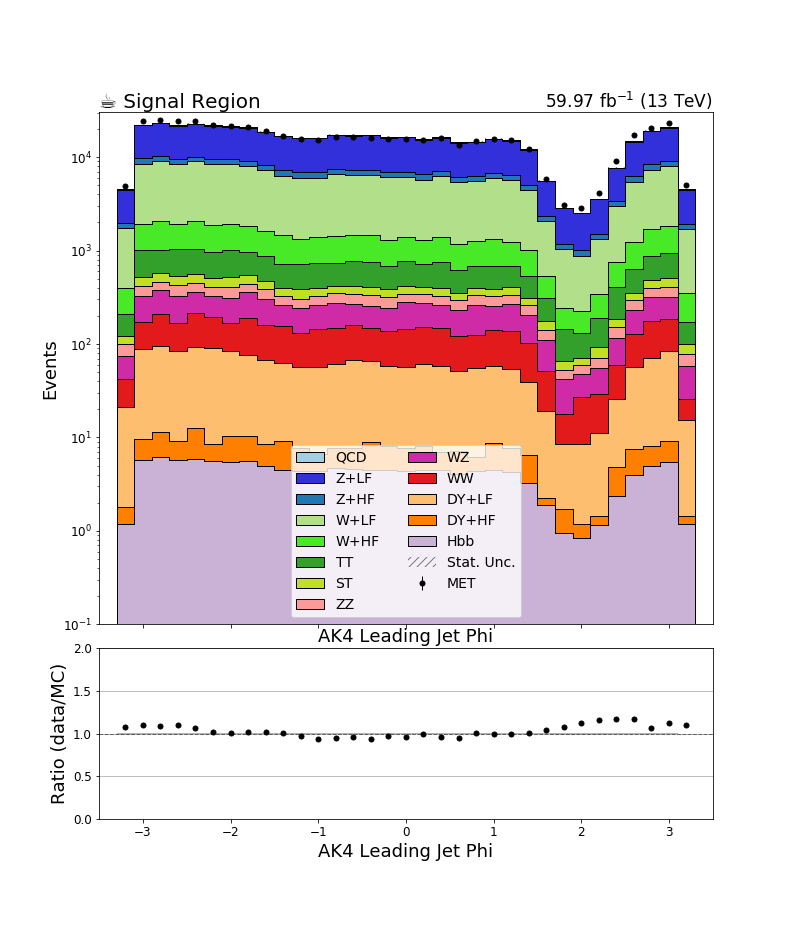 ☕ Signal Region 59.97 fb⁻¹ (13 TeV)
10⁴
10³
10²
10¹
10⁰
10⁻¹
Events
QCD WZ
Z+LF WW
Z+HF DY+LF
W+LF DY+HF
W+HF Hbb
TT Stat. Unc.
ST MET
ZZ
AK4 Leading Jet Phi
2.0
1.5
1.0
0.5
0.0
Ratio (data/MC)
−3 −2 −1 0 1 2 3
AK4 Leading Jet Phi